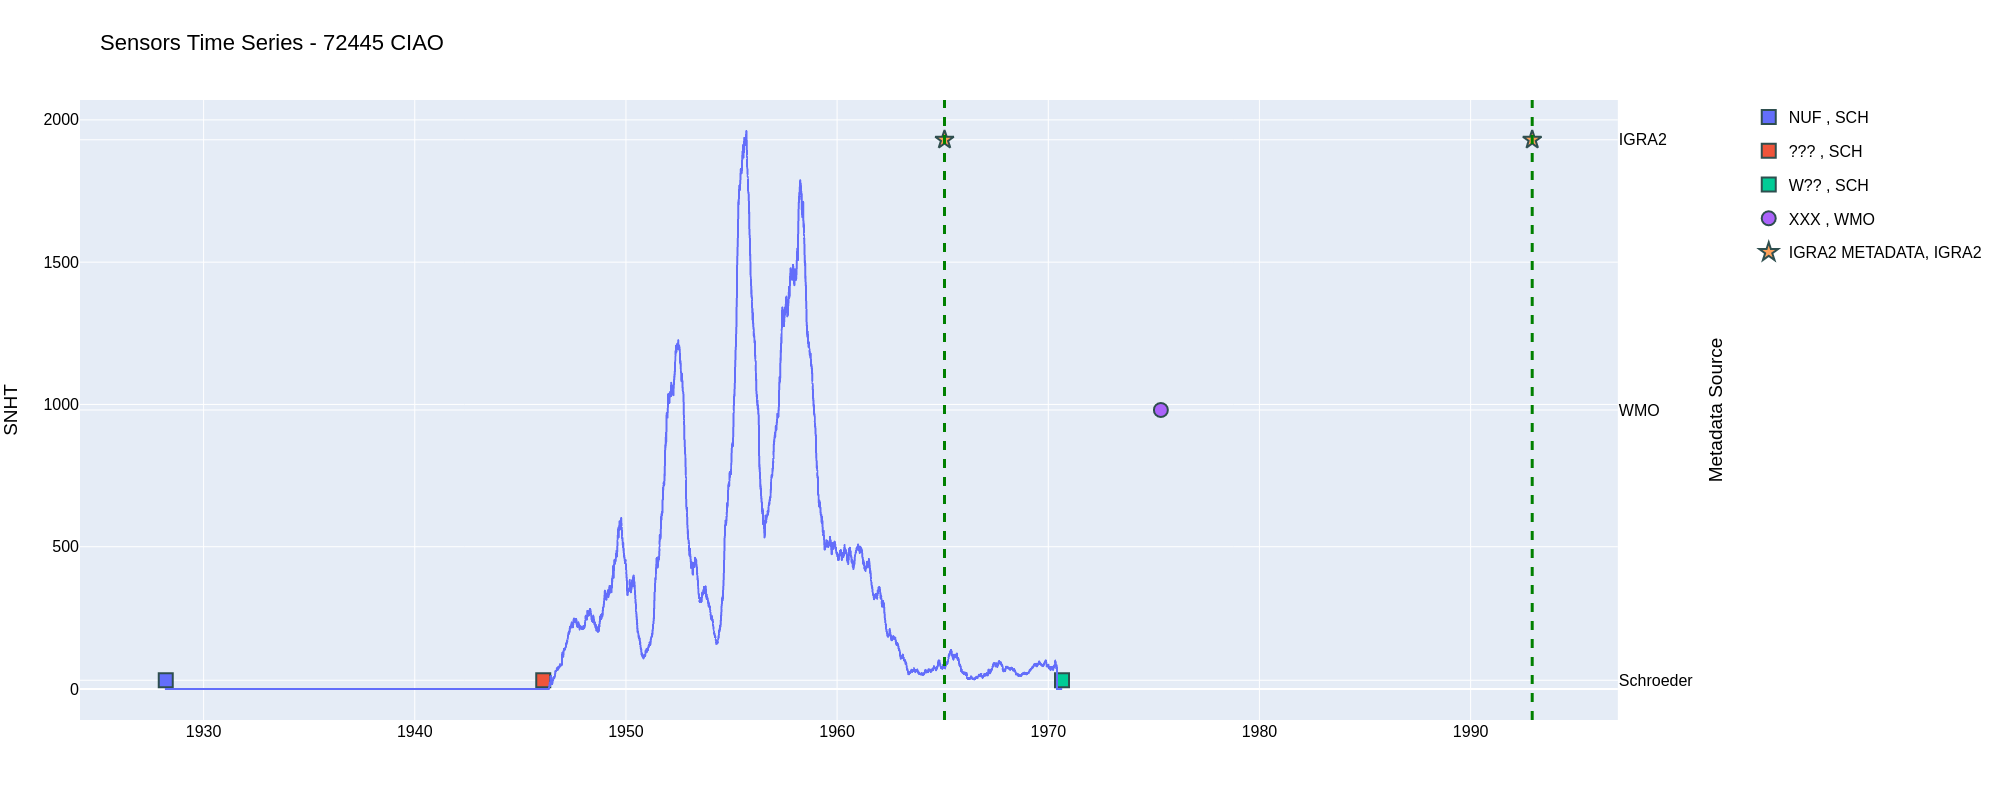 Sensors Time Series - 72445 CIAO
SNHT
2000
1500
1000
500
0
1930
1940
1950
1960
1970
1980
1990
IGRA2
WMO
Schroeder
Metadata Source
NUF , SCH
??? , SCH
W?? , SCH
XXX , WMO
IGRA2 METADATA, IGRA2